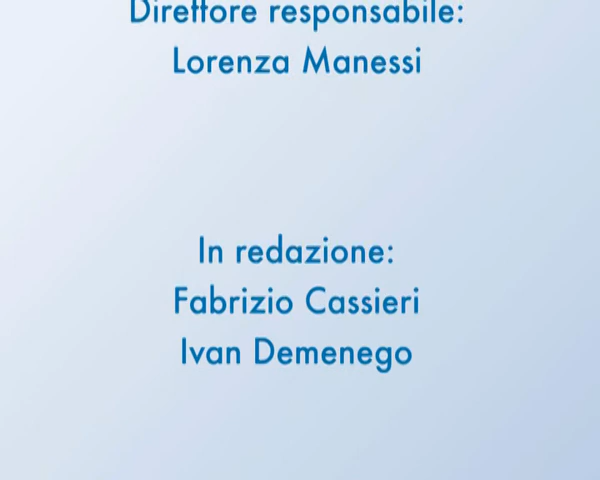 Direttore responsabile:
Lorenza Manessi
In redazione:
Fabrizio Cassieri
Ivan Demenego